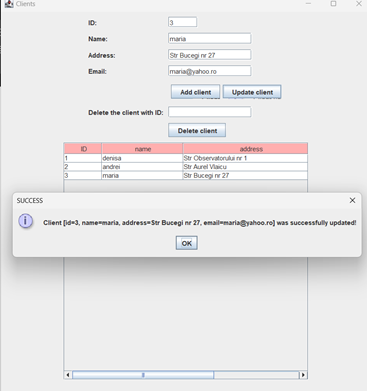 Clients
ID: 3
Name: maria
Address: Str Bucegi nr 27
Email: maria@yahoo.ro
Add client Update client
Delete the client with ID:
Delete client
ID name address
1 denisa Str Observatorului nr 1
2 andrei Str Aurel Vlaicu
3 maria Str Bucegi nr 27
SUCCESS
Client [id=3, name=maria, address=Str Bucegi nr 27, email=maria@yahoo.ro] was successfully updated!
OK